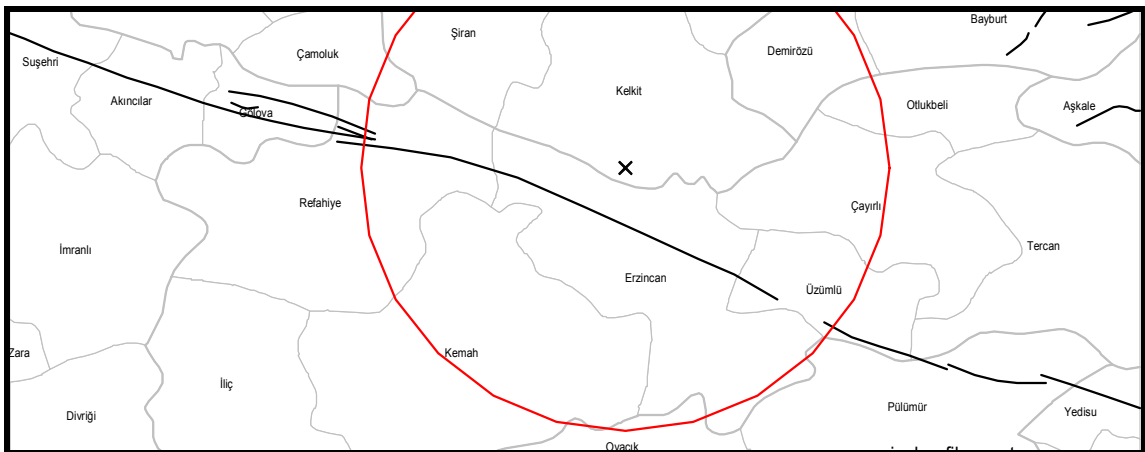 Bayburt
Şiran
Çamoluk
Demirözü
Suşehri
Kelkit
Akıncılar
Gölova
Otlukbeli
Aşkale
Refahiye
Çayırlı
İmranlı
Tercan
Erzincan
Üzümlü
Zara
Kemah
İliç
Divriği
Pülümür
Yedisu
Ovacık